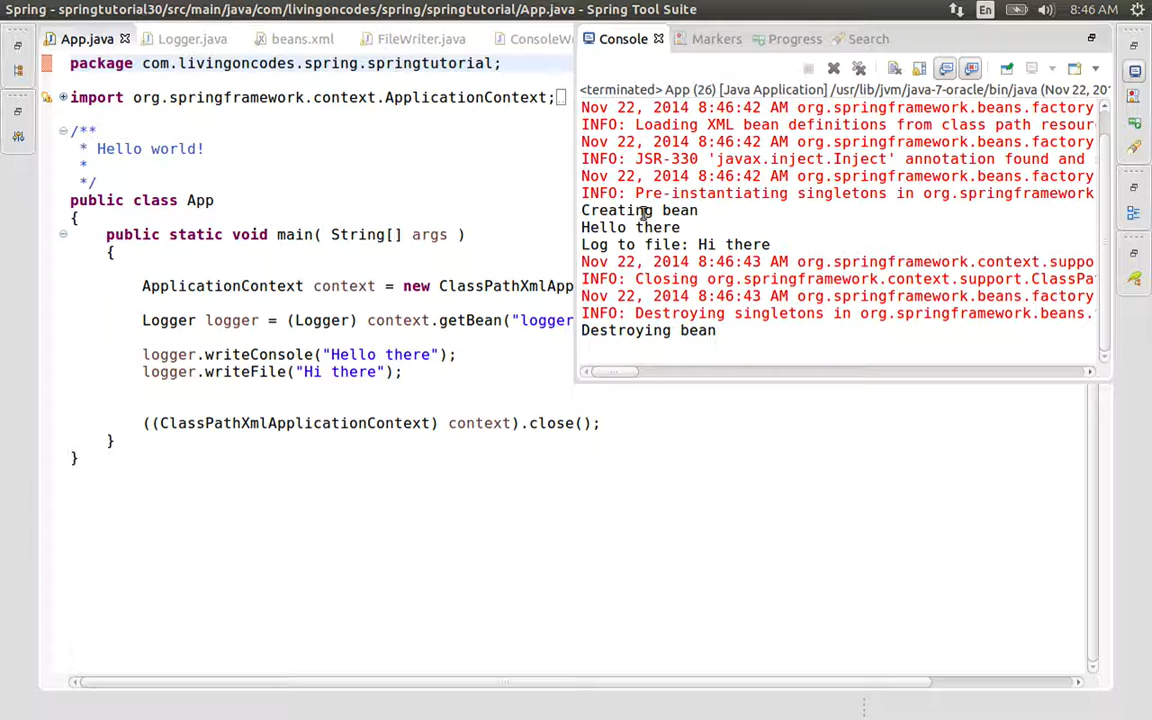 Spring - springtutorial30/src/main/java/com/livingoncodes/spring/springtutorial/App.java - Spring Tool Suite
En
8:46 AM
App.java
Logger.java
beans.xml
FileWriter.java
ConsoleWr
package com.livingoncodes.spring.springtutorial;
import org.springframework.context.ApplicationContext;
/**
* Hello world!
*
*/
public class App
{
public static void main( String[] args )
{
ApplicationContext context = new ClassPathXmlApp
Logger logger = (Logger) context.getBean("logger
logger.writeConsole("Hello there");
logger.writeFile("Hi there");
((ClassPathXmlApplicationContext) context).close();
}
}
Console
Markers
Progress
Search
<terminated> App (26) [Java Application] /usr/lib/jvm/java-7-oracle/bin/java (Nov 22, 201
Nov 22, 2014 8:46:42 AM org.springframework.beans.factory
INFO: Loading XML bean definitions from class path resour
Nov 22, 2014 8:46:42 AM org.springframework.beans.factory
INFO: JSR-330 'javax.inject.Inject' annotation found and
Nov 22, 2014 8:46:42 AM org.springframework.beans.factory
INFO: Pre-instantiating singletons in org.springframework
Creating bean
Hello there
Log to file: Hi there
Nov 22, 2014 8:46:43 AM org.springframework.context.suppo
INFO: Closing org.springframework.context.support.ClassPa
Nov 22, 2014 8:46:43 AM org.springframework.beans.factory
INFO: Destroying singletons in org.springframework.beans.
Destroying bean